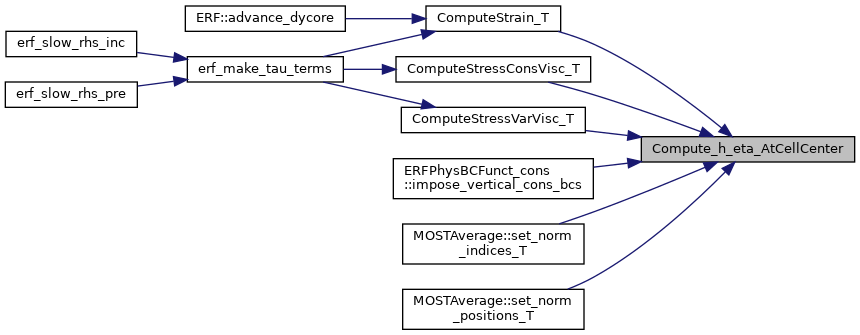 ERF::advance_dycore
ComputeStrain_T
erf_slow_rhs_inc
erf_make_tau_terms
ComputeStressConsVisc_T
erf_slow_rhs_pre
ComputeStressVarVisc_T
Compute_h_eta_AtCellCenter
ERFPhysBCFunct_cons
::impose_vertical_cons_bcs
MOSTAverage::set_norm
_indices_T
MOSTAverage::set_norm
_positions_T